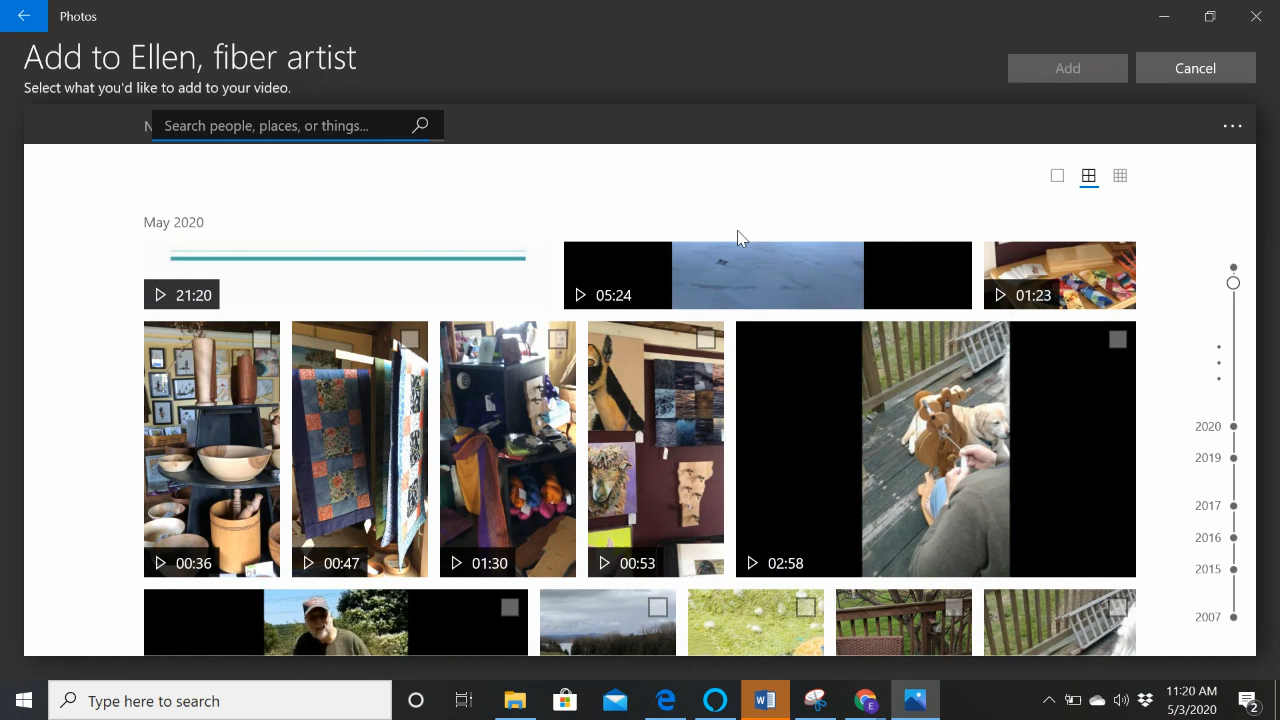 Photos
Add to Ellen, fiber artist
Select what you'd like to add to your video.
Add
Cancel
N
Search people, places, or things...
May 2020
21:20
05:24
01:23
00:36
00:47
01:30
00:53
02:58
2020
2019
2017
2016
2015
2007
Type here to search
11:20 AM
5/3/2020
2